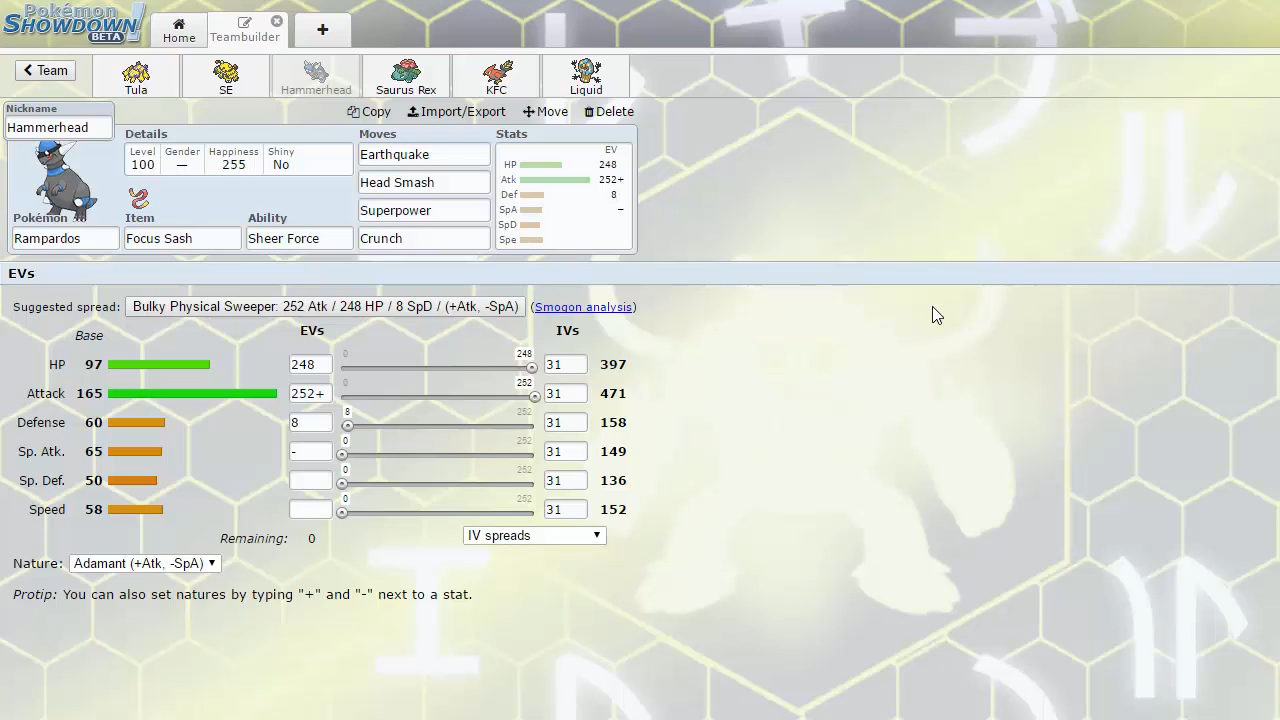 Pokémon
SHOWDOWN!
BETA
Home
Teambuilder
+
Team
Tula
SE
Hammerhead
Saurus Rex
KFC
Liquid
Copy
Import/Export
Move
Delete
Nickname
Hammerhead
Details
Level
100
Gender
—
Happiness
255
Shiny
No
Pokémon
Rampardos
Item
Focus Sash
Ability
Sheer Force
Moves
Earthquake
Head Smash
Superpower
Crunch
Stats
EV
HP 248
Atk 252+
Def 8
SpA –
SpD
Spe
EVs
Suggested spread: Bulky Physical Sweeper: 252 Atk / 248 HP / 8 SpD / (+Atk, -SpA) (Smogon analysis)
Base EVs IVs
0 248
HP 97 248 31 397
0 252
Attack 165 252+ 31 471
8 252
Defense 60 8 31 158
0 252
Sp. Atk. 65 - 31 149
0 252
Sp. Def. 50 31 136
0 252
Speed 58 31 152
Remaining: 0 IV spreads
Nature: Adamant (+Atk, -SpA)
Protip: You can also set natures by typing "+" and "-" next to a stat.